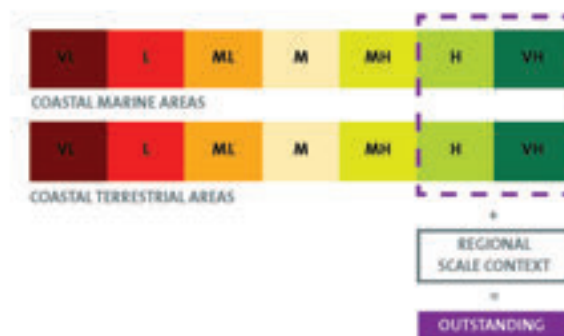 VL L ML M MH H VH
COASTAL MARINE AREAS
VL L ML M MH H VH
COASTAL TERRESTRIAL AREAS
+
REGIONAL
SCALE CONTEXT
=
OUTSTANDING